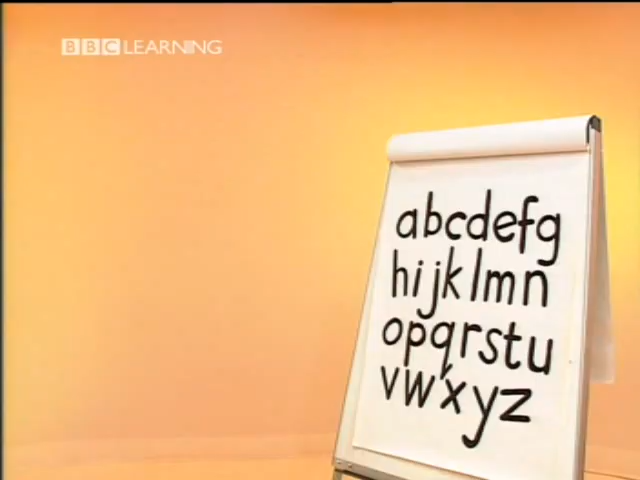 BBC LEARNING
abcdefg
hijklmn
opqrstu
vwxyz